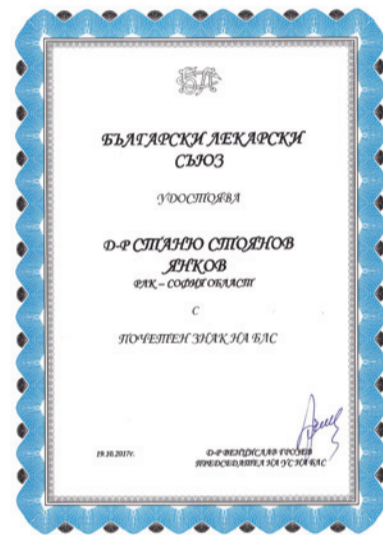 БЪЛГАРСКИ ЛЕКАРСКИ
СЪЮЗ
УДОСТОЯВА
Д-Р СТАНЮ СТОЯНОВ
ЯНКОВ
РЛК – СОФИЯ ОБЛАСТ
С
ПОЧЕТЕН ЗНАК НА БЛС
19.10.2017г.
Д-Р ВЕНЦИСЛАВ ГРОЗЕВ
ПРЕДСЕДАТЕЛ НА УС НА БЛС